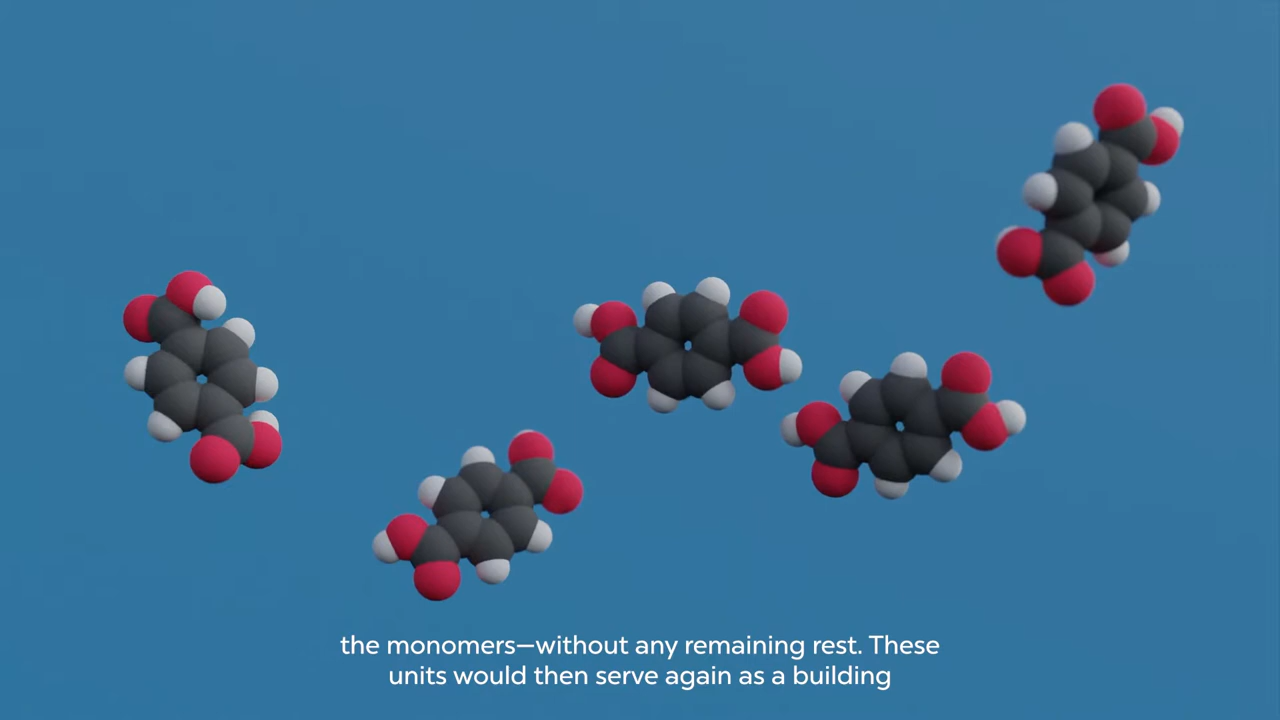 the monomers—without any remaining rest. These
units would then serve again as a building